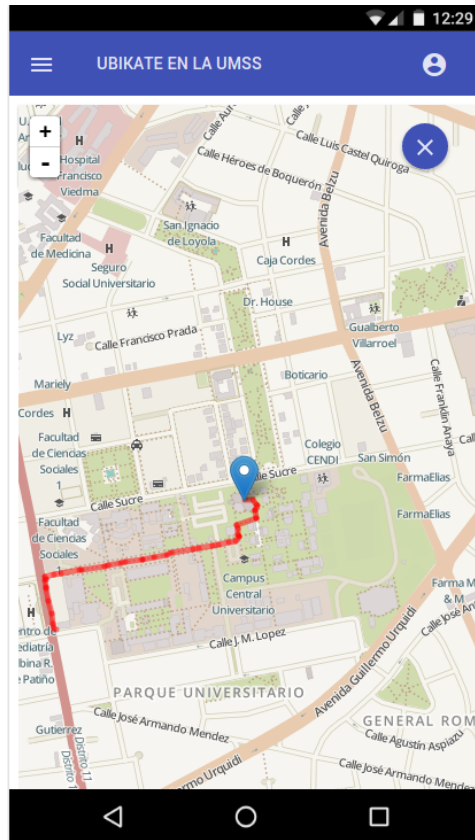 12:29
UBIKATE EN LA UMSS
+
-
Hospital
Francisco
Viedma
Calle Luis Castel Quiroga
Calle Héroes de Boquerón
Avenida Belzu
San Ignacio
de Loyola
Facultad
de Medicina
H
Caja Cordes
H
Seguro
Social Universitario
Dr. House
Lyz
Calle Francisco Prada
Gualberto
Villarroel
Mariely
Boticario
Avenida Belzu
Calle Franklin Anaya
Cordes H
Facultad
de Ciencias
Sociales
1
Colegio
CENDI
San Simón
Calle Sucre
Calle Sucre
FarmaElias
FarmaElias
Facultad
de Ciencias
Sociales
Campus
Central
Universitario
Farma M
& M
H
Calle J. M. Lopez
PARQUE UNIVERSITARIO
Avenida Guillermo Urquidi
Gutierrez
Calle José Armando Mendez
GENERAL ROM
Calle Agustin Aspiazu
Distrito 11
Calle José Armando Mendez